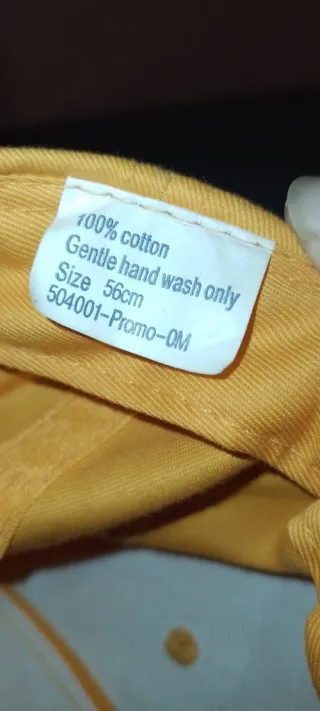 100% cotton
Gentle hand wash only
Size 56cm
504001-Promo-0M